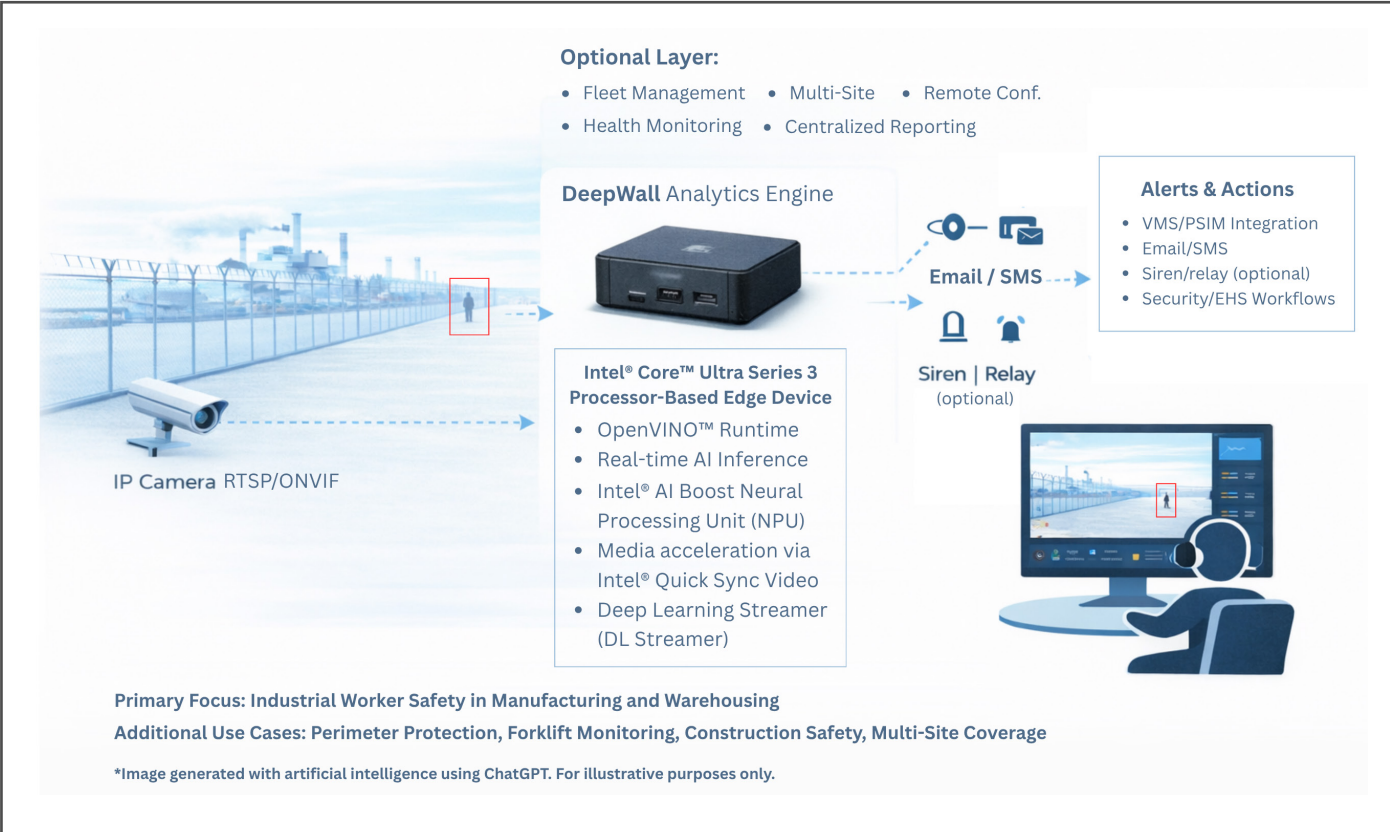 Optional Layer:
• Fleet Management • Multi-Site • Remote Conf.
• Health Monitoring • Centralized Reporting
DeepWall Analytics Engine
Email / SMS
Siren | Relay
(optional)
Alerts & Actions
• VMS/PSIM Integration
• Email/SMS
• Siren/relay (optional)
• Security/EHS Workflows
IP Camera RTSP/ONVIF
Intel® Core™ Ultra Series 3
Processor-Based Edge Device
• OpenVINO™ Runtime
• Real-time AI Inference
• Intel® AI Boost Neural
Processing Unit (NPU)
• Media acceleration via
Intel® Quick Sync Video
• Deep Learning Streamer
(DL Streamer)
Primary Focus: Industrial Worker Safety in Manufacturing and Warehousing
Additional Use Cases: Perimeter Protection, Forklift Monitoring, Construction Safety, Multi-Site Coverage
*Image generated with artificial intelligence using ChatGPT. For illustrative purposes only.